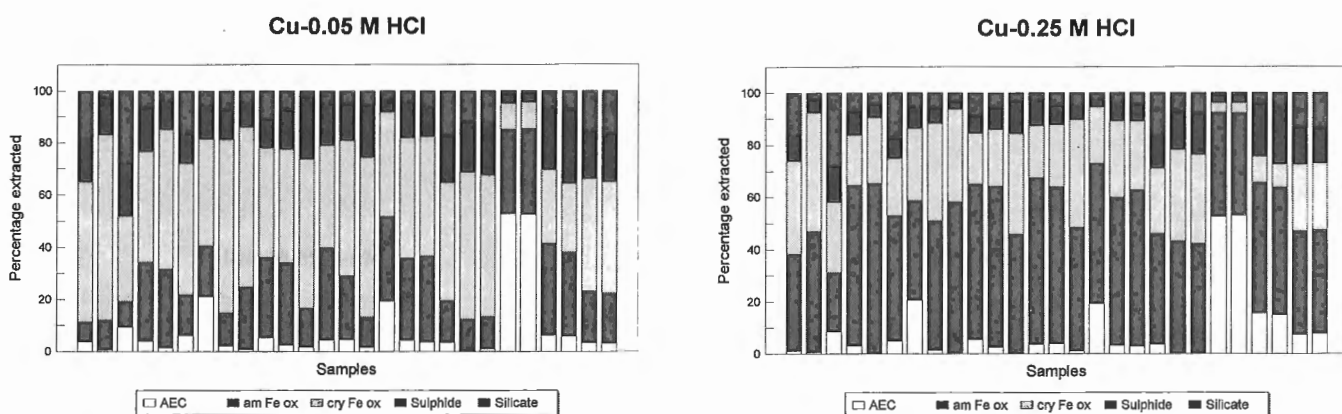 Cu-0.05 M HCl
Percentage extracted
100
80
60
40
20
0
Samples
AEC am Fe ox cry Fe ox Sulphide Silicate
Cu-0.25 M HCl
Percentage extracted
100
80
60
40
20
0
Samples
AEC am Fe ox cry Fe ox Sulphide Silicate